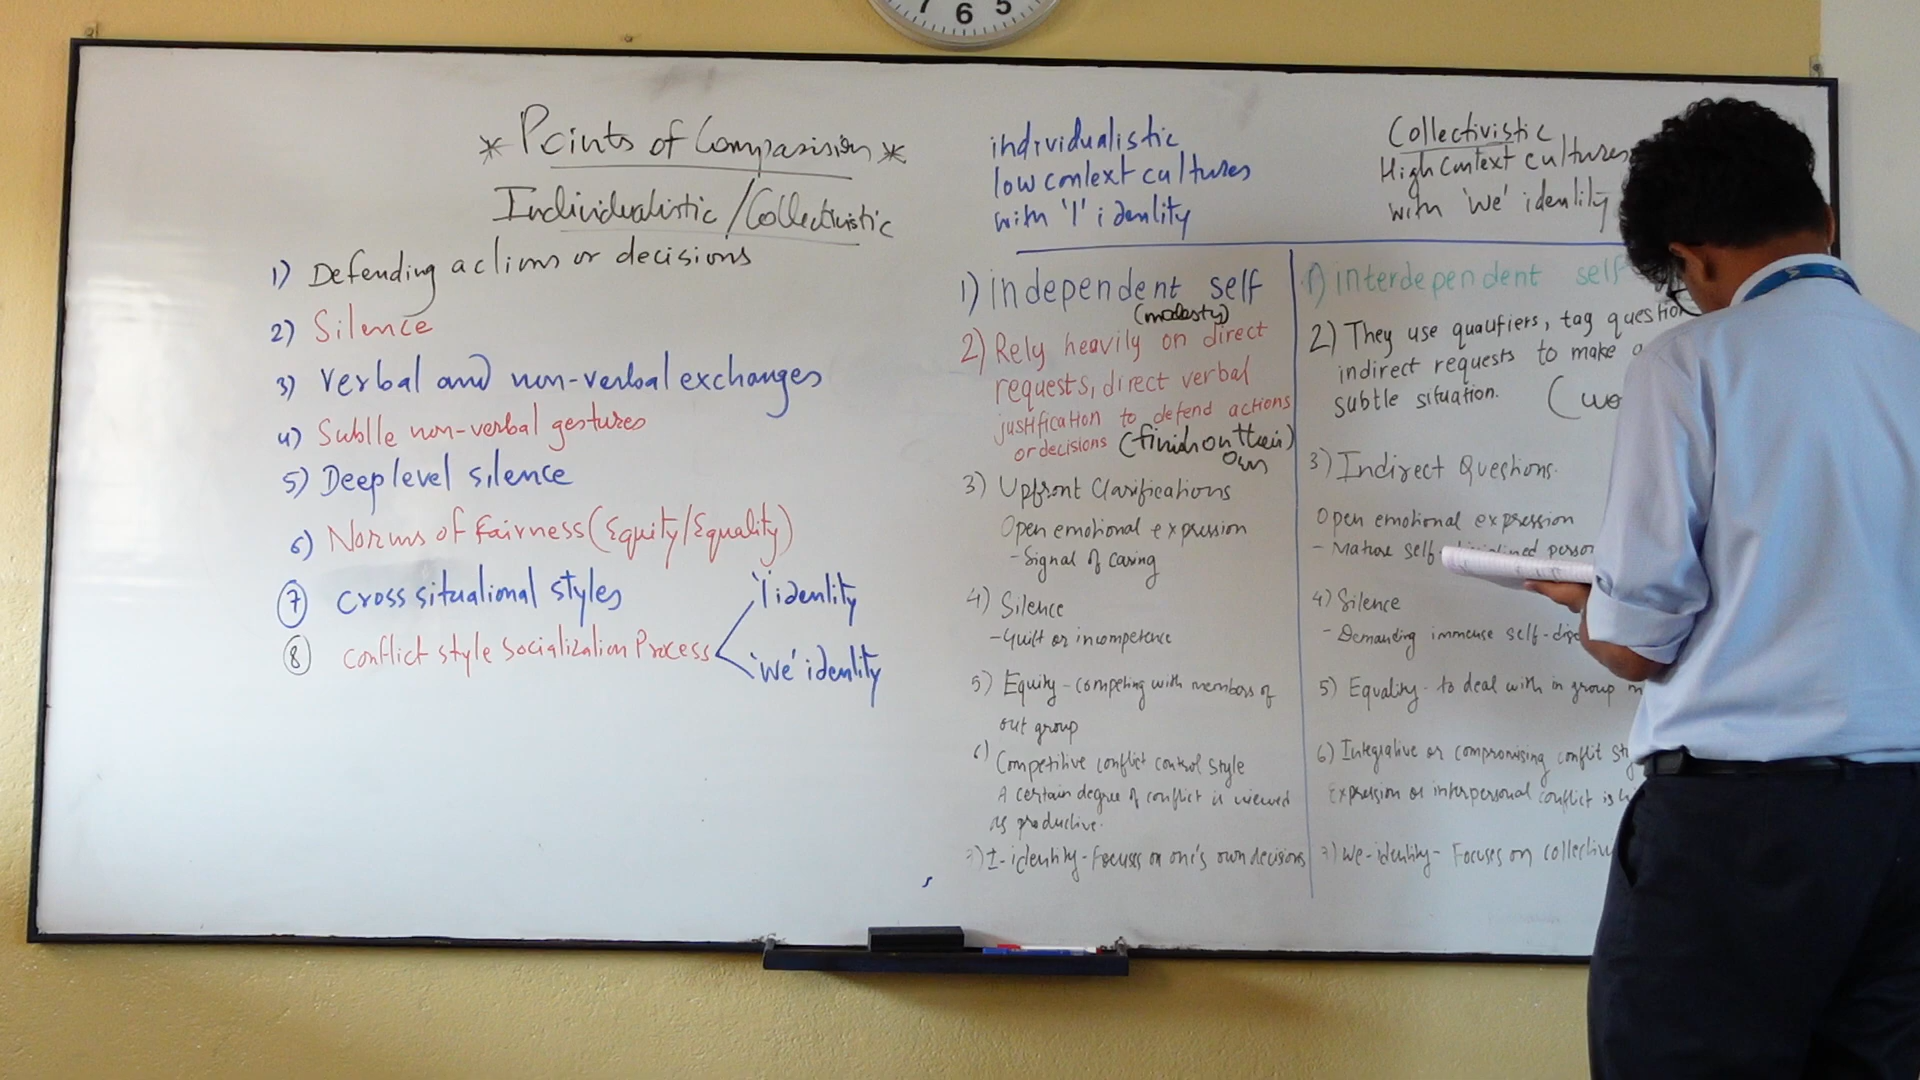 7 6 5
* Points of Comparision *
Individualistic / Collectivistic
1) Defending actions or decisions
2) Silence
3) verbal and non-verbal exchanges
4) Subtle non-verbal gestures
5) Deep level silence
6) Norms of Fairness (Equity/Equality)
7 cross situational styles
8 conflict style socialization Process
'I' identity
'we' identity
individualistic
low context cultures
with 'I' identity
1) independent self
(modesty)
2) Rely heavily on direct
requests, direct verbal
justification to defend actions
or decisions (finish on their)
own
3) Upfront Clarifications
Open emotional expression
- Signal of caring
4) Silence
- Guilt or incompetence
5) Equity - competing with members of
out group
6) Competitive conflict control style
A certain degree of conflict is viewed
as productive.
7) I-identity - Focuses on one's own decisions
Collectivistic
High Context cultures
with 'we' identity
1) interdependent self
2) They use qualifiers, tag question
indirect requests to make a
subtle situation.
3) Indirect Questions.
Open emotional expression
- Mature self-
4) Silence
- Demanding immense self-
5) Equality - to deal with in group
6) Integrative or compromising conflit
Expression or interpersonal conflict is
7) We-identity - Focuses on